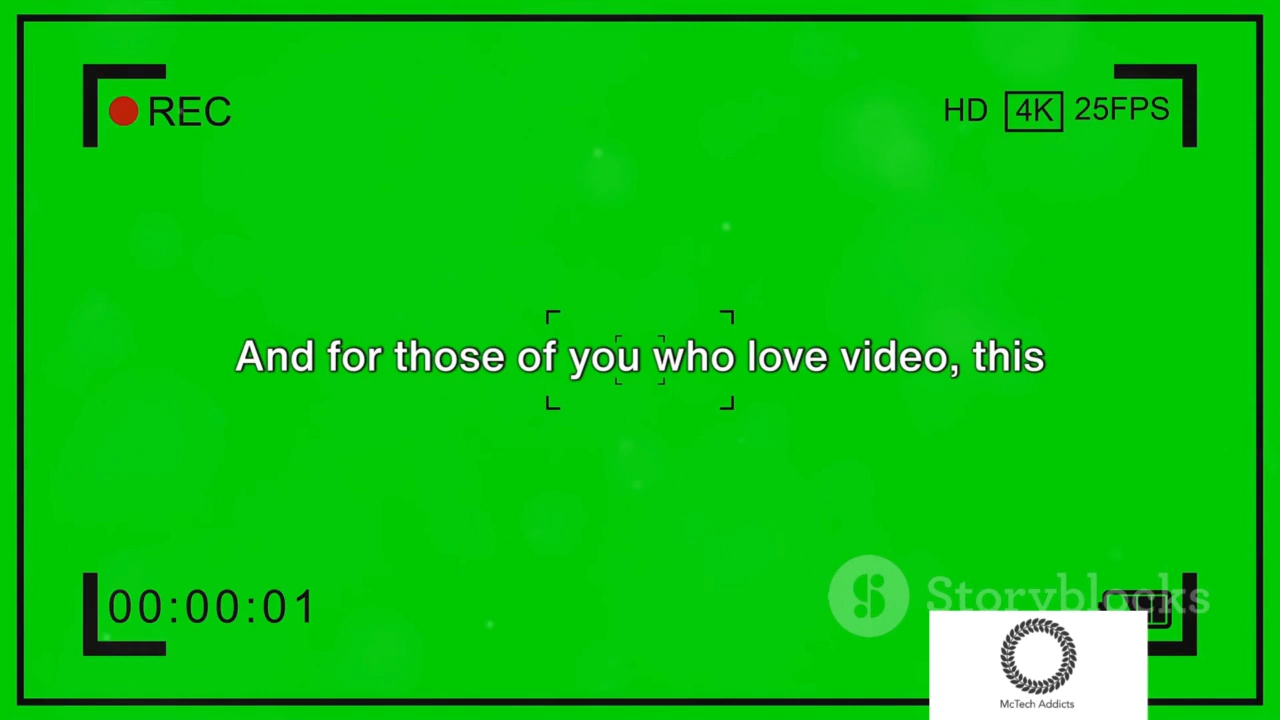 REC
HD 4K 25FPS
And for those of you who love video, this
00:00:01
Storyblocks
McTech Addicts